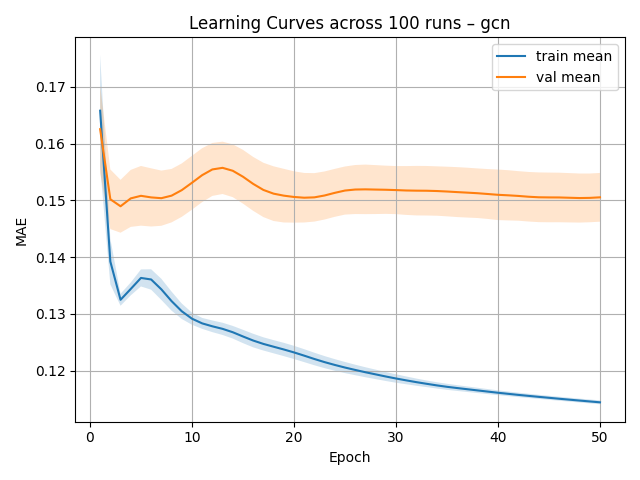 Learning Curves across 100 runs – gcn
train mean
val mean
MAE
0.17
0.16
0.15
0.14
0.13
0.12
0
10
20
30
40
50
Epoch